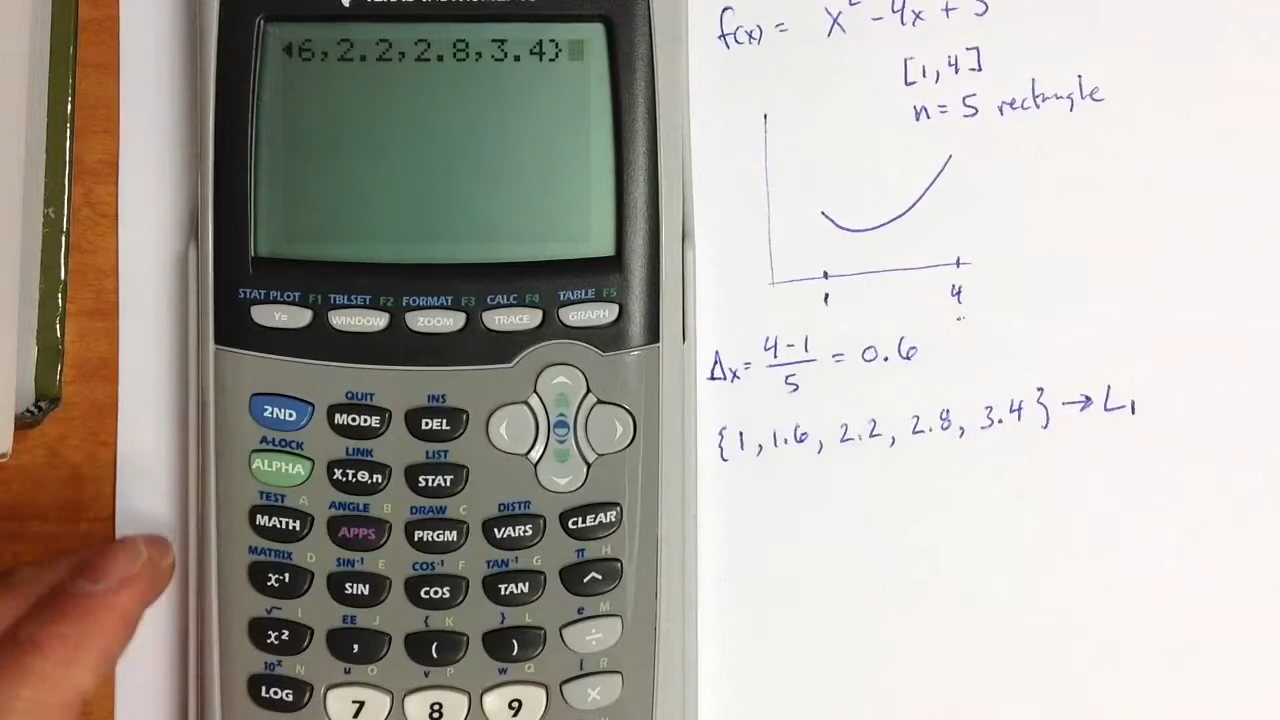 6,2.2,2.8,3.4}
STAT PLOT F1 TBLSET F2 FORMAT F3 CALC F4 TABLE F5
Y= WINDOW ZOOM TRACE GRAPH
QUIT INS
2ND MODE DEL
A-LOCK LINK LIST
ALPHA X,T,Θ,n STAT
TEST A ANGLE B DRAW C DISTR
MATH APPS PRGM VARS CLEAR
MATRIX D SIN⁻¹ E COS⁻¹ F TAN⁻¹ G π H
x⁻¹ SIN COS TAN ^
√ I EE J { K } L e M
x² , ( ) ÷
10ˣ N u O v P w Q [ R
LOG 7 8 9 ×
f(x) = x² - 4x +
[1,4]
n = 5 rectangle
1 4
Δx = 4-1/5 = 0.6
{1, 1.6, 2.2, 2.8, 3.4} → L₁